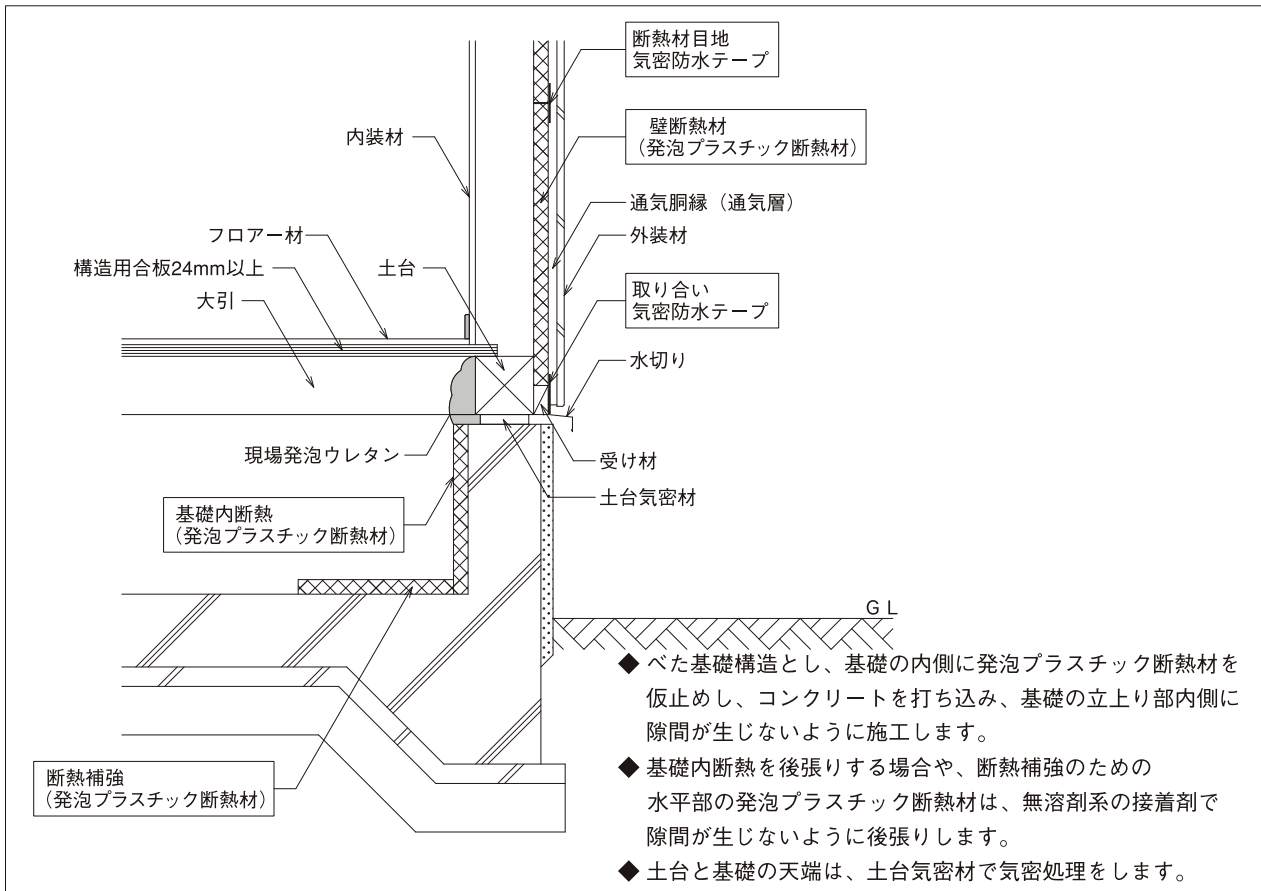 断熱材目地
気密防水テープ
壁断熱材
(発泡プラスチック断熱材)
内装材
通気胴縁（通気層）
フロアー材
外装材
構造用合板24mm以上
土台
大引
取り合い
気密防水テープ
水切り
現場発泡ウレタン
受け材
土台気密材
基礎内断熱
(発泡プラスチック断熱材)
G L
断熱補強
(発泡プラスチック断熱材)
◆ べた基礎構造とし、基礎の内側に発泡プラスチック断熱材を
仮止めし、コンクリートを打ち込み、基礎の立上り部内側に
隙間が生じないように施工します。
◆ 基礎内断熱を後張りする場合や、断熱補強のための
水平部の発泡プラスチック断熱材は、無溶剤系の接着剤で
隙間が生じないように後張りします。
◆ 土台と基礎の天端は、土台気密材で気密処理をします。